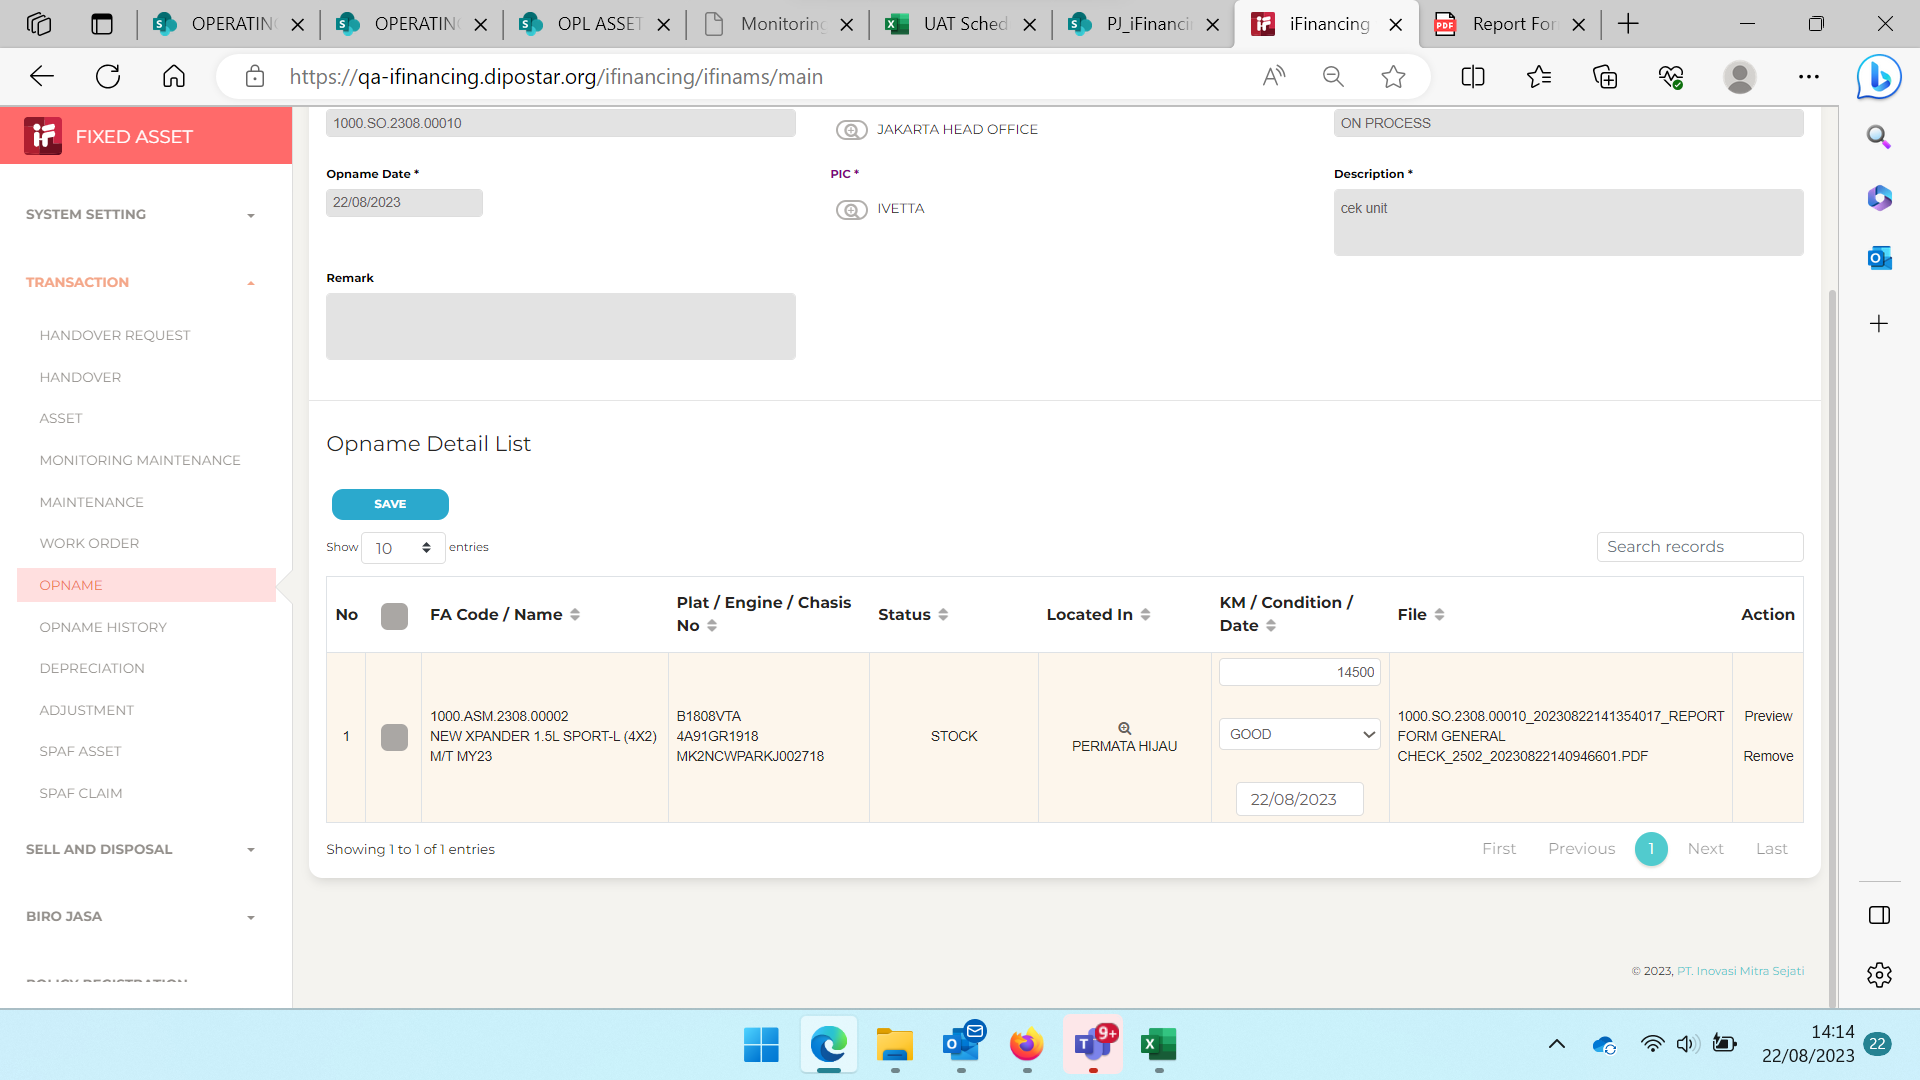 OPERATING
OPERATING
OPL ASSET
Monitoring
UAT Sched
PJ_iFinancin
iFinancing
Report For
https://qa-ifinancing.dipostar.org/ifinancing/ifinams/main
iF FIXED ASSET
SYSTEM SETTING
TRANSACTION
HANDOVER REQUEST
HANDOVER
ASSET
MONITORING MAINTENANCE
MAINTENANCE
WORK ORDER
OPNAME
OPNAME HISTORY
DEPRECIATION
ADJUSTMENT
SPAF ASSET
SPAF CLAIM
SELL AND DISPOSAL
BIRO JASA
POLICY REGISTRATION
1000.SO.2308.00010
JAKARTA HEAD OFFICE
ON PROCESS
Opname Date *
PIC *
Description *
22/08/2023
IVETTA
cek unit
Remark
Opname Detail List
SAVE
Show 10 entries
Search records
No
FA Code / Name
Plat / Engine / Chasis
No
Status
Located In
KM / Condition /
Date
File
Action
1
1000.ASM.2308.00002
NEW XPANDER 1.5L SPORT-L (4X2)
M/T MY23
B1808VTA
4A91GR1918
MK2NCWPARKJ002718
STOCK
PERMATA HIJAU
14500
GOOD
22/08/2023
1000.SO.2308.00010_20230822141354017_REPORT
FORM GENERAL
CHECK_2502_20230822140946601.PDF
Preview
Remove
Showing 1 to 1 of 1 entries
First
Previous
1
Next
Last
© 2023, PT. Inovasi Mitra Sejati
9+
14:14
22/08/2023
22